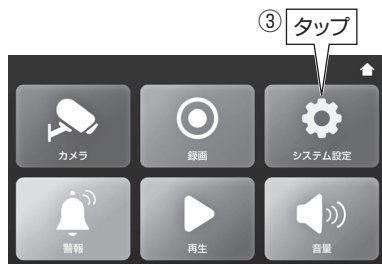 ③ タップ
カメラ
録画
システム設定
警報
再生
音量